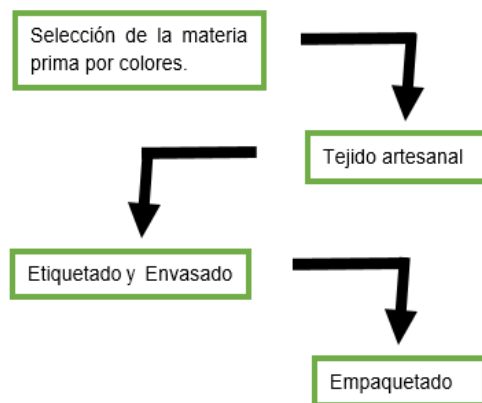 Selección de la materia
prima por colores.
Tejido artesanal
Etiquetado y Envasado
Empaquetado